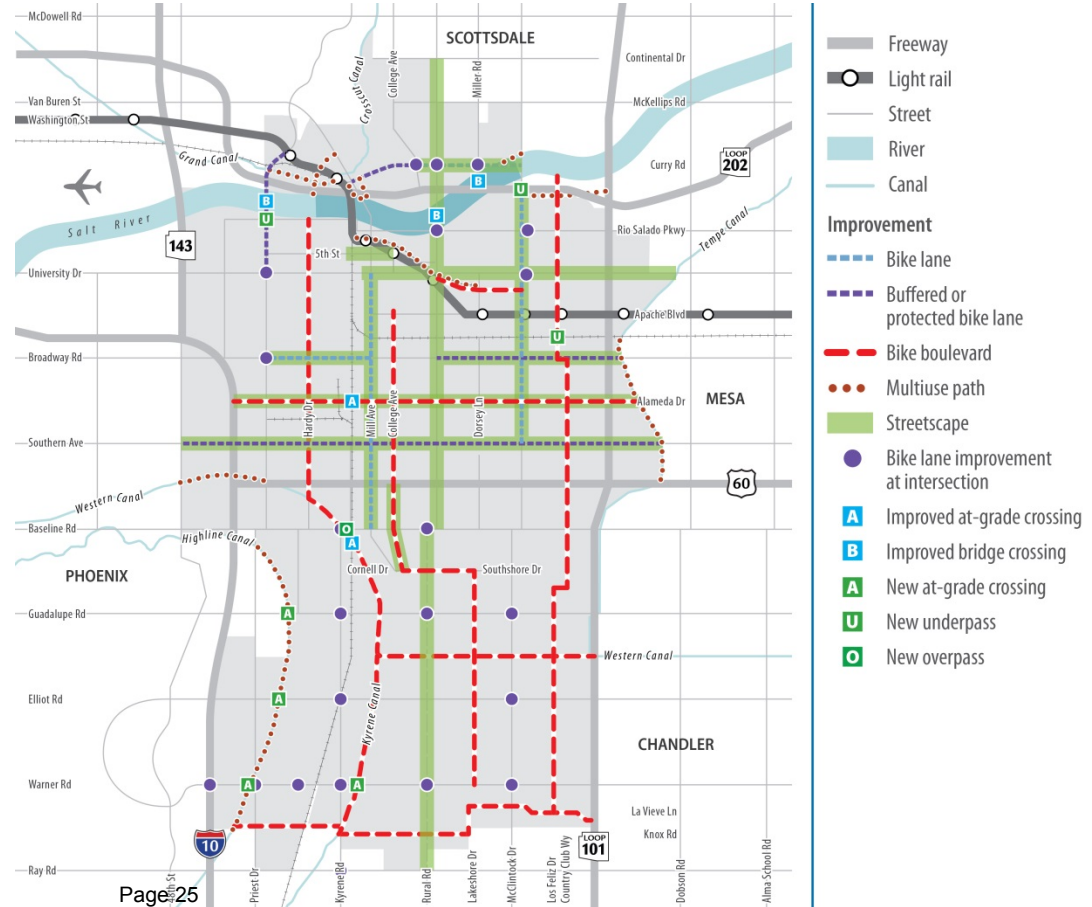 McDowell Rd
SCOTTSDALE
Continental Dr
Crosscut Canal
College Ave
Miller Rd
Van Buren St
Washington St
McKellips Rd
Grand Canal
Curry Rd
LOOP
202
B
B
U
Tempe Canal
B
U
B
Salt River
143
Rio Salado Pkwy
5th St
University Dr
Apache Blvd
U
Broadway Rd
MESA
Hardy Dr
A
Mill Ave
College Ave
Dorsey Ln
Alameda Dr
Southern Ave
60
Western Canal
Baseline Rd
O
A
Highline Canal
PHOENIX
Cornell Dr
Southshore Dr
Guadalupe Rd
A
Western Canal
Elliot Rd
A
Kyrene Canal
CHANDLER
Warner Rd
A
A
La Vieve Ln
Knox Rd
10
LOOP
101
Ray Rd
48th St
Priest Dr
Kyrene Rd
Rural Rd
Lakeshore Dr
McClintock Dr
Los Feliz Dr
Country Club Wy
Dobson Rd
Alma School Rd
Page 25
Freeway
Light rail
Street
River
Canal
Improvement
Bike lane
Buffered or
protected bike lane
Bike boulevard
Multiuse path
Streetscape
Bike lane improvement
at intersection
A Improved at-grade crossing
B Improved bridge crossing
A New at-grade crossing
U New underpass
O New overpass